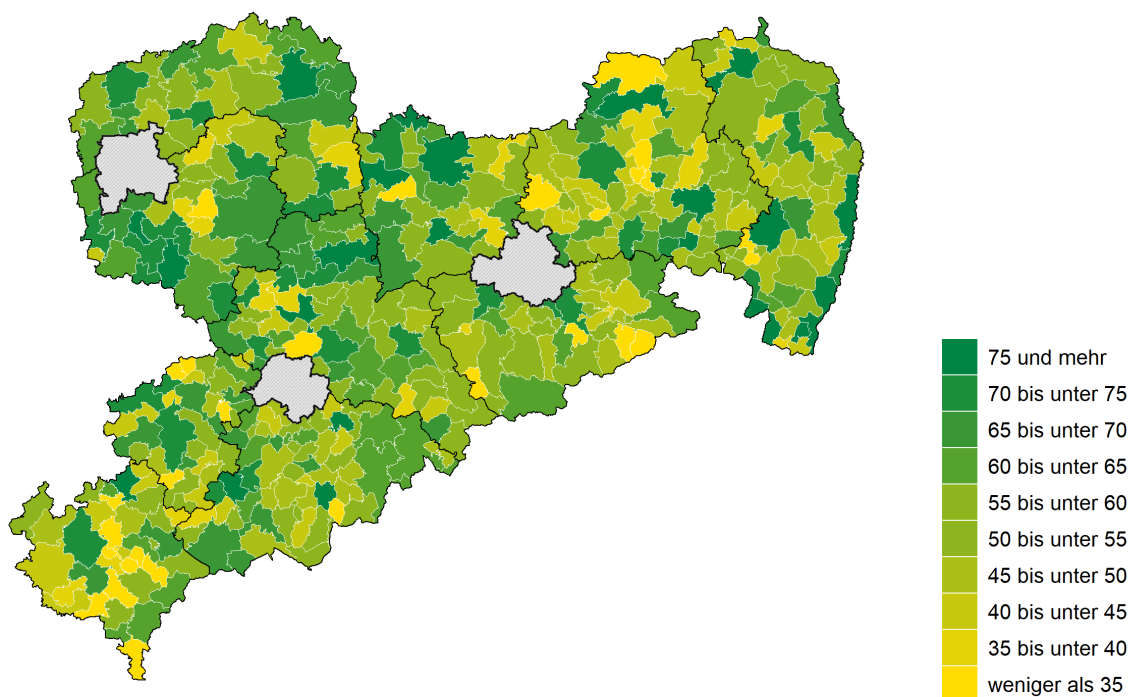 75 und mehr
70 bis unter 75
65 bis unter 70
60 bis unter 65
55 bis unter 60
50 bis unter 55
45 bis unter 50
40 bis unter 45
35 bis unter 40
weniger als 35